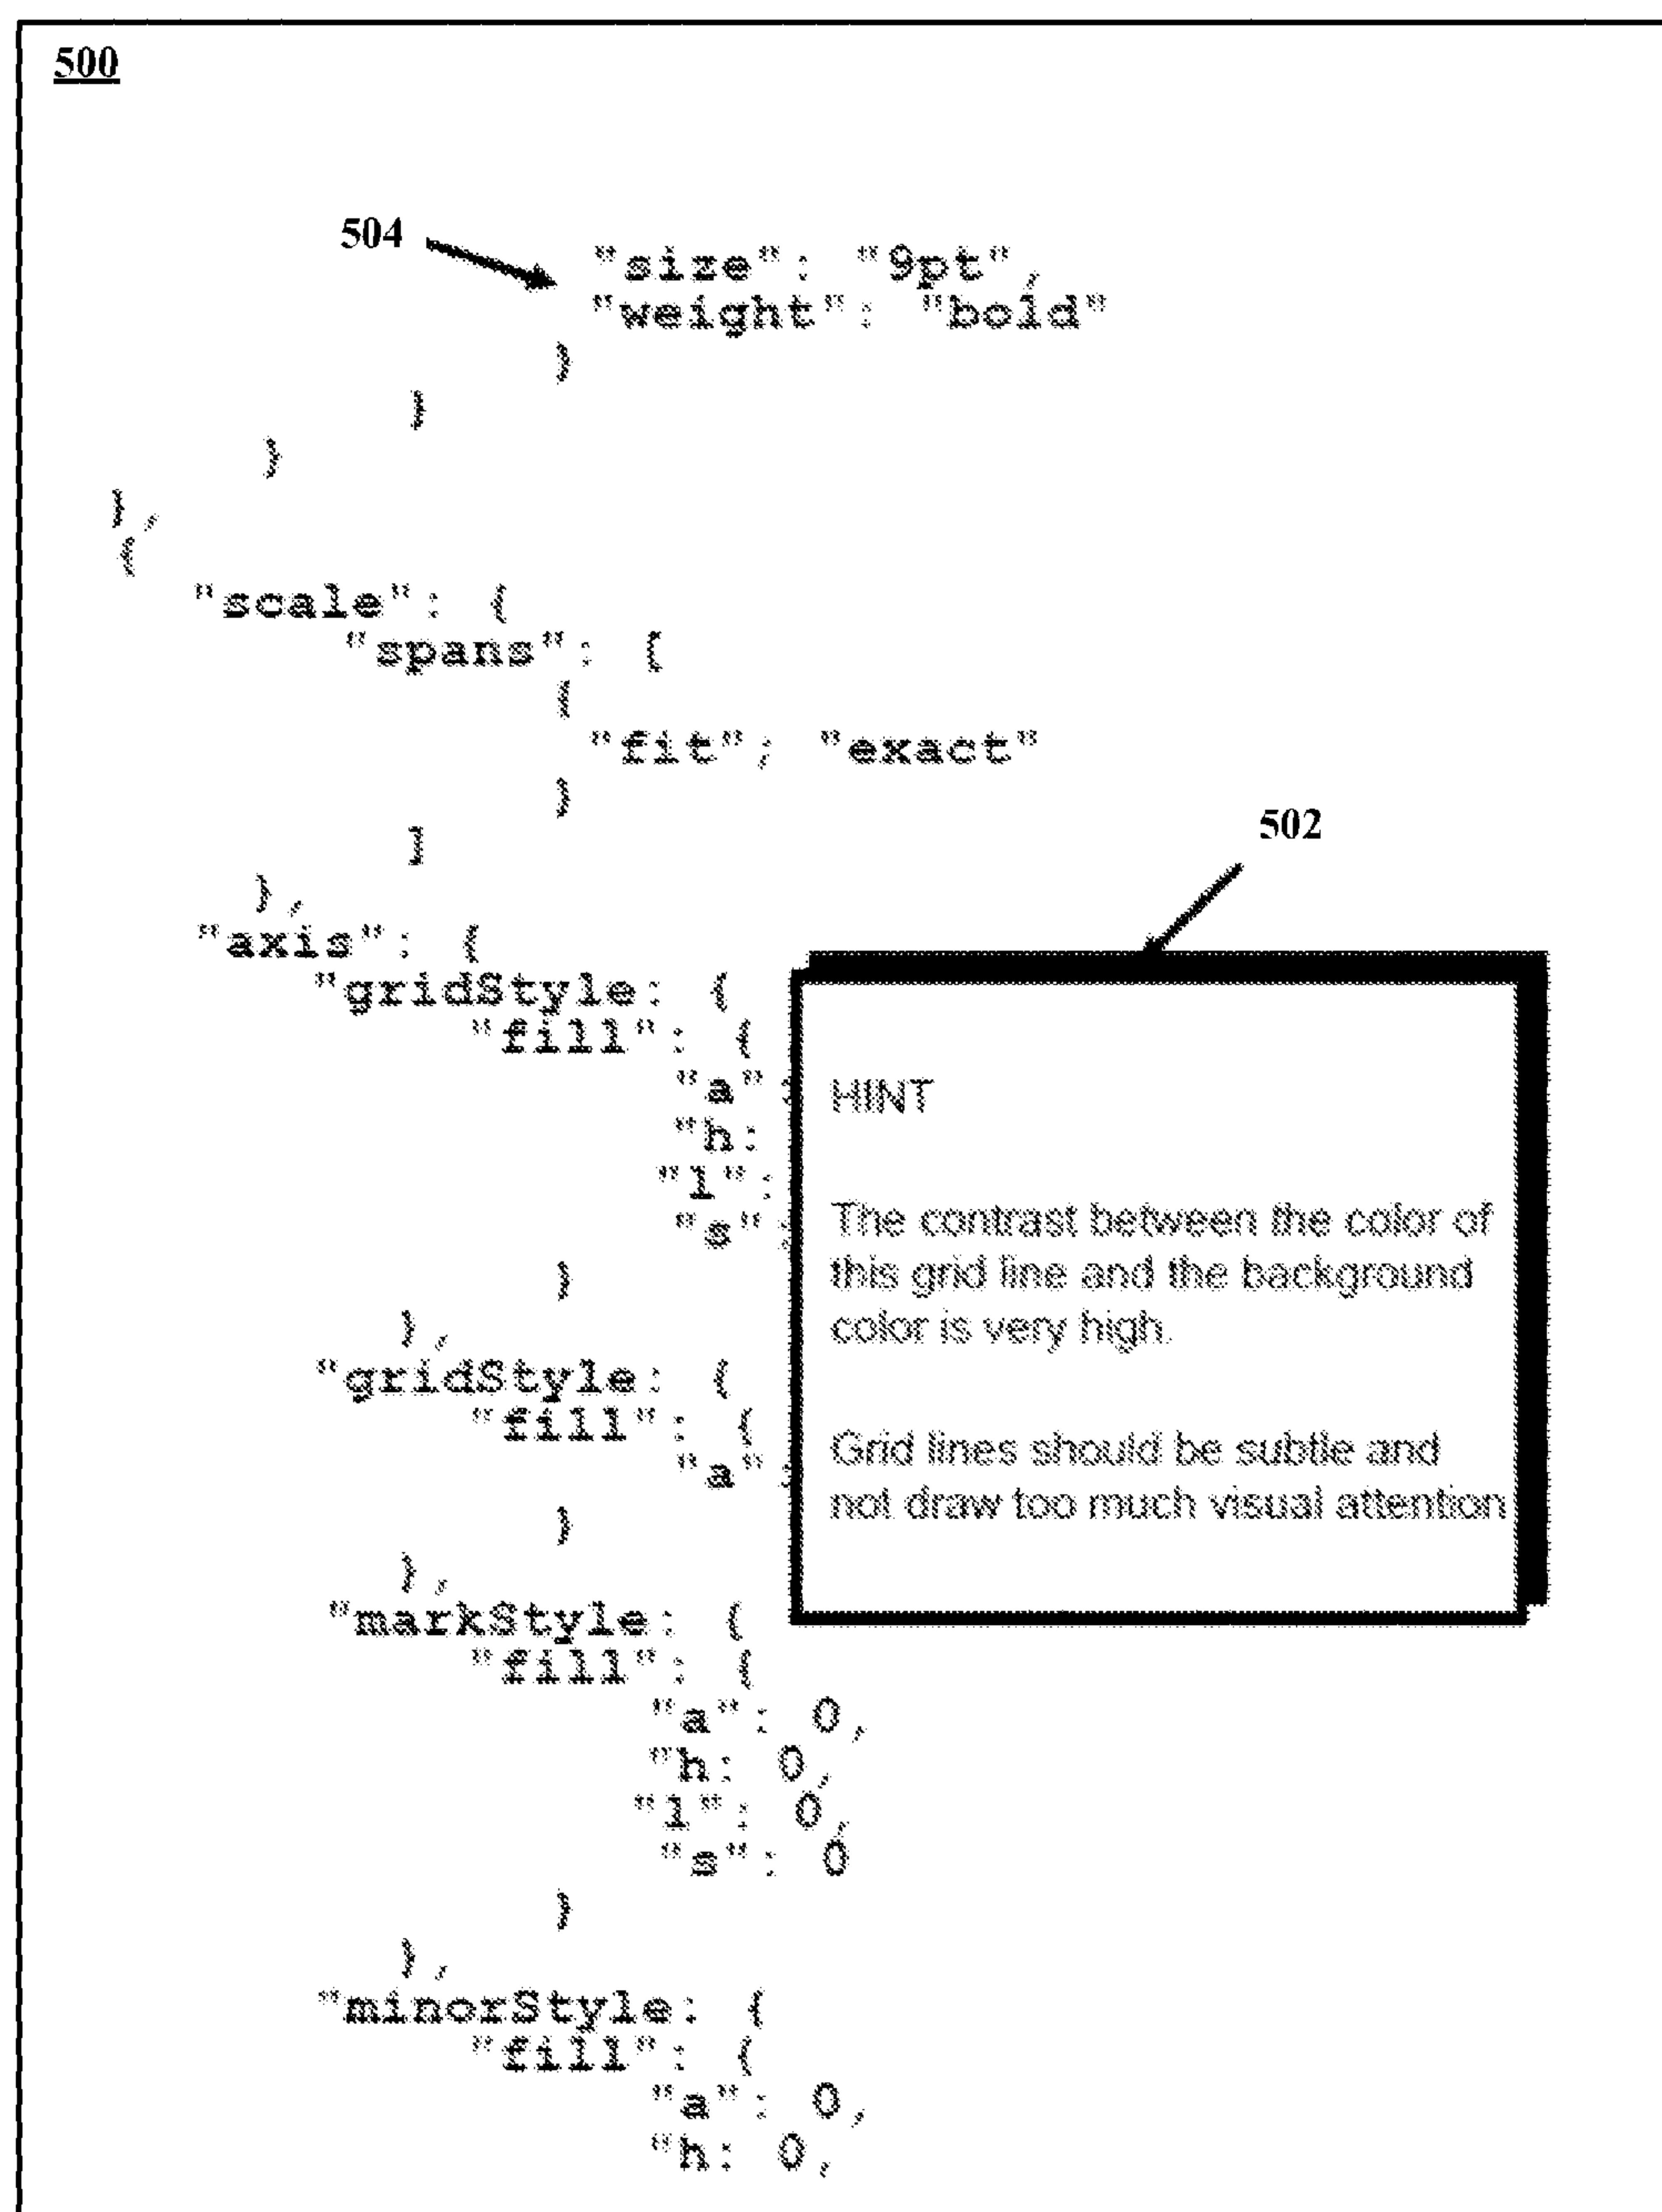 500
504
"size": "9pt",
"weight": "bold"
}
}
}
},
{
"scale": {
"spans": [
{
"fit"; "exact"
}
]
},
"axis": {
"gridStyle: {
"fill": {
"a":
"h:
"l":
"s":
}
},
"gridStyle: {
"fill": {
"a":
}
},
"markStyle: {
"fill": {
"a": 0,
"h: 0,
"l": 0,
"s": 0
}
},
"minorStyle: {
"fill": {
"a": 0,
"h: 0,
502
HINT
The contrast between the color of
this grid line and the background
color is very high.
Grid lines should be subtle and
not draw too much visual attention